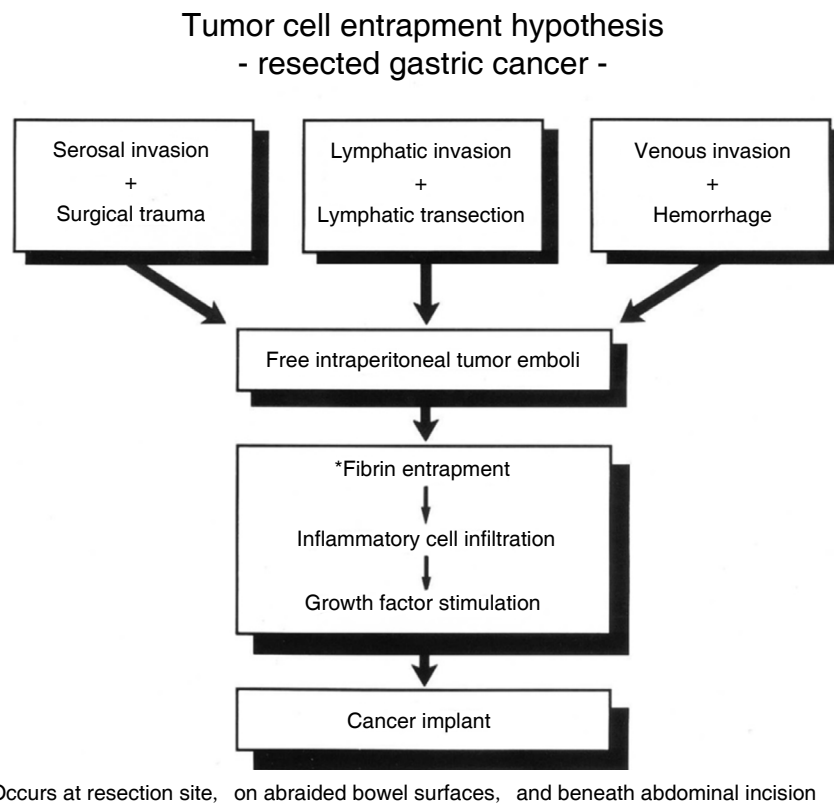 Tumor cell entrapment hypothesis
- resected gastric cancer -
Serosal invasion
+
Surgical trauma
Lymphatic invasion
+
Lymphatic transection
Venous invasion
+
Hemorrhage
Free intraperitoneal tumor emboli
*Fibrin entrapment
Inflammatory cell infiltration
Growth factor stimulation
Cancer implant
Occurs at resection site, on abraided bowel surfaces, and beneath abdominal incision